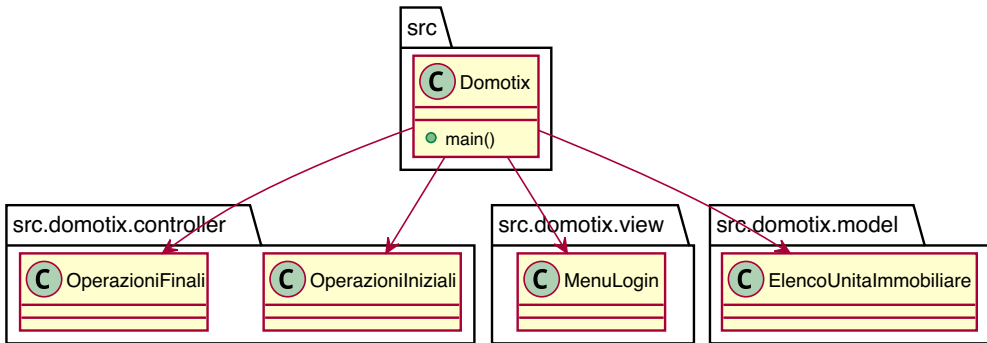 src
C Domotix
main()
src.domotix.controller
src.domotix.view
src.domotix.model
C OperazioniFinali
C OperazioniIniziali
C MenuLogin
C ElencoUnitaImmobiliare